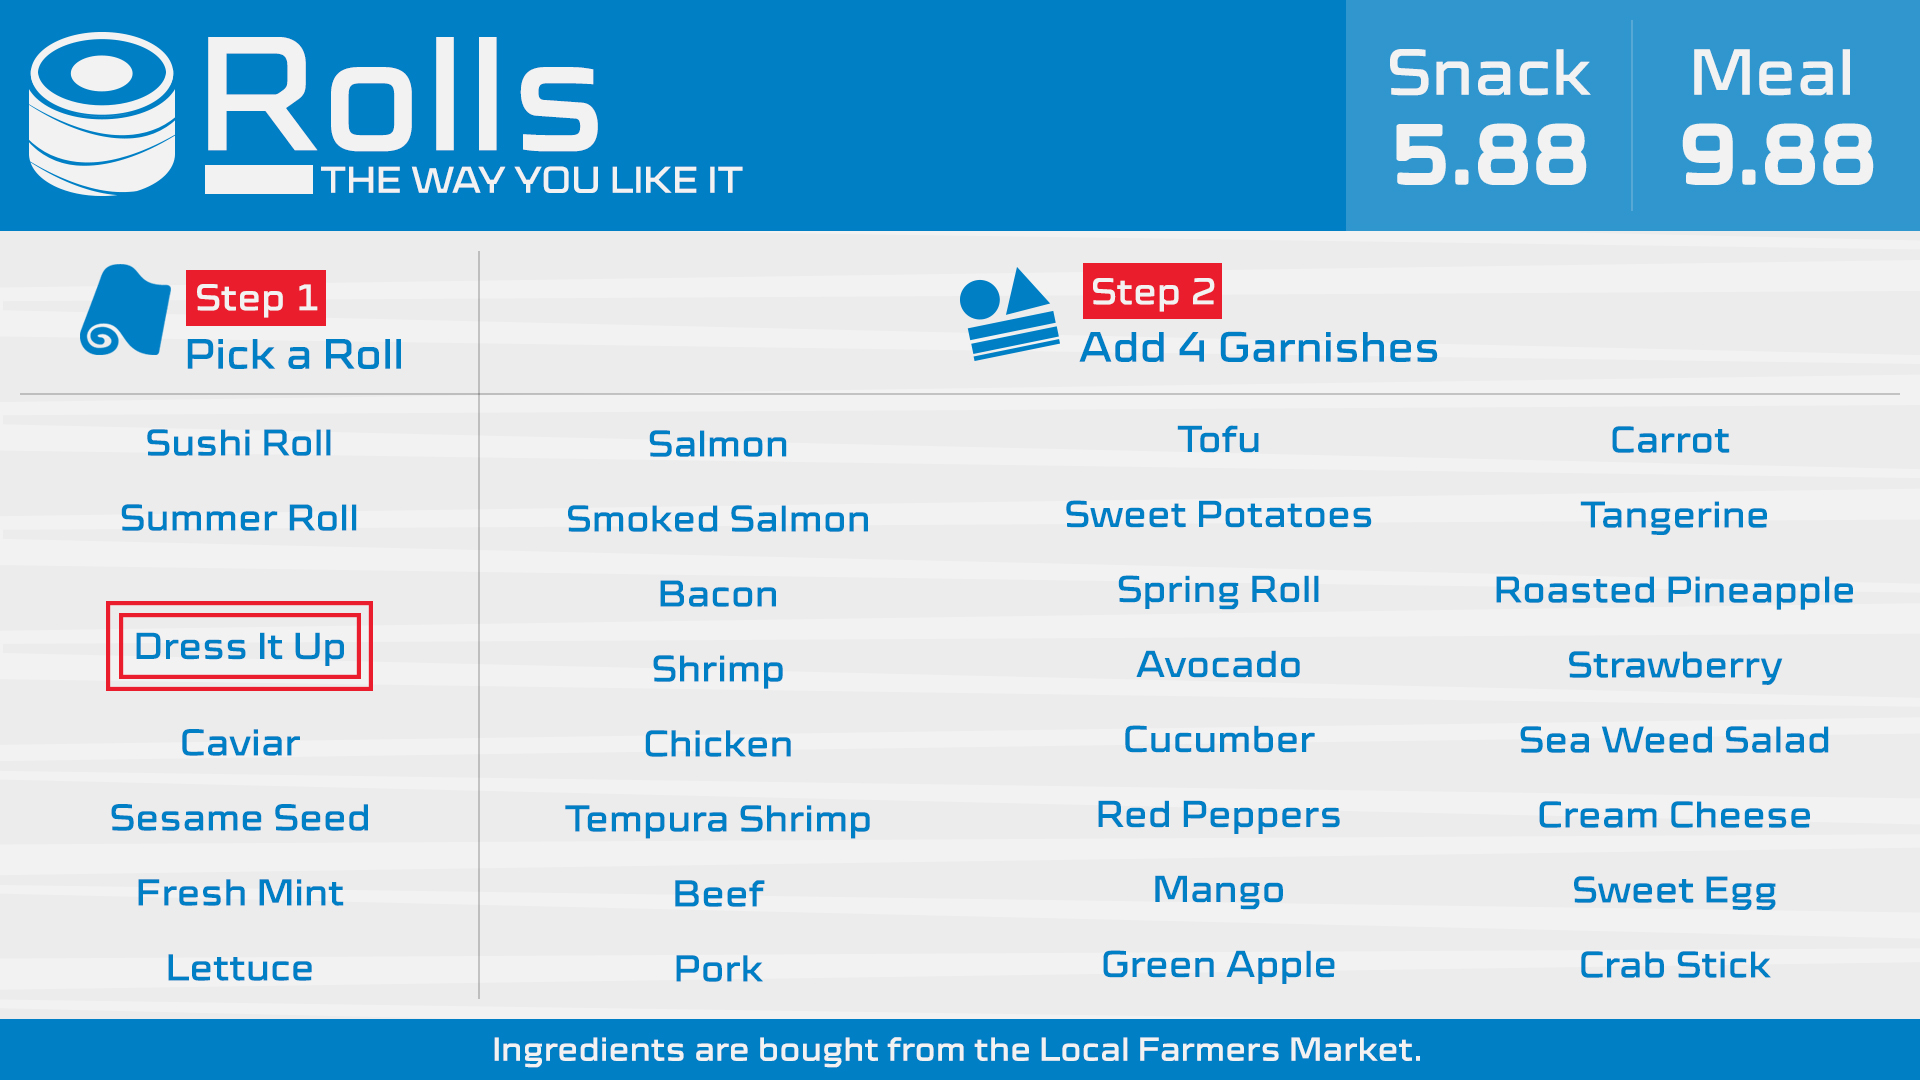 Rolls
THE WAY YOU LIKE IT
Snack
5.88
Meal
9.88
Step 1
Pick a Roll
Sushi Roll
Summer Roll
Dress It Up
Caviar
Sesame Seed
Fresh Mint
Lettuce
Step 2
Add 4 Garnishes
Salmon
Smoked Salmon
Bacon
Shrimp
Chicken
Tempura Shrimp
Beef
Pork
Tofu
Sweet Potatoes
Spring Roll
Avocado
Cucumber
Red Peppers
Mango
Green Apple
Carrot
Tangerine
Roasted Pineapple
Strawberry
Sea Weed Salad
Cream Cheese
Sweet Egg
Crab Stick
Ingredients are bought from the Local Farmers Market.